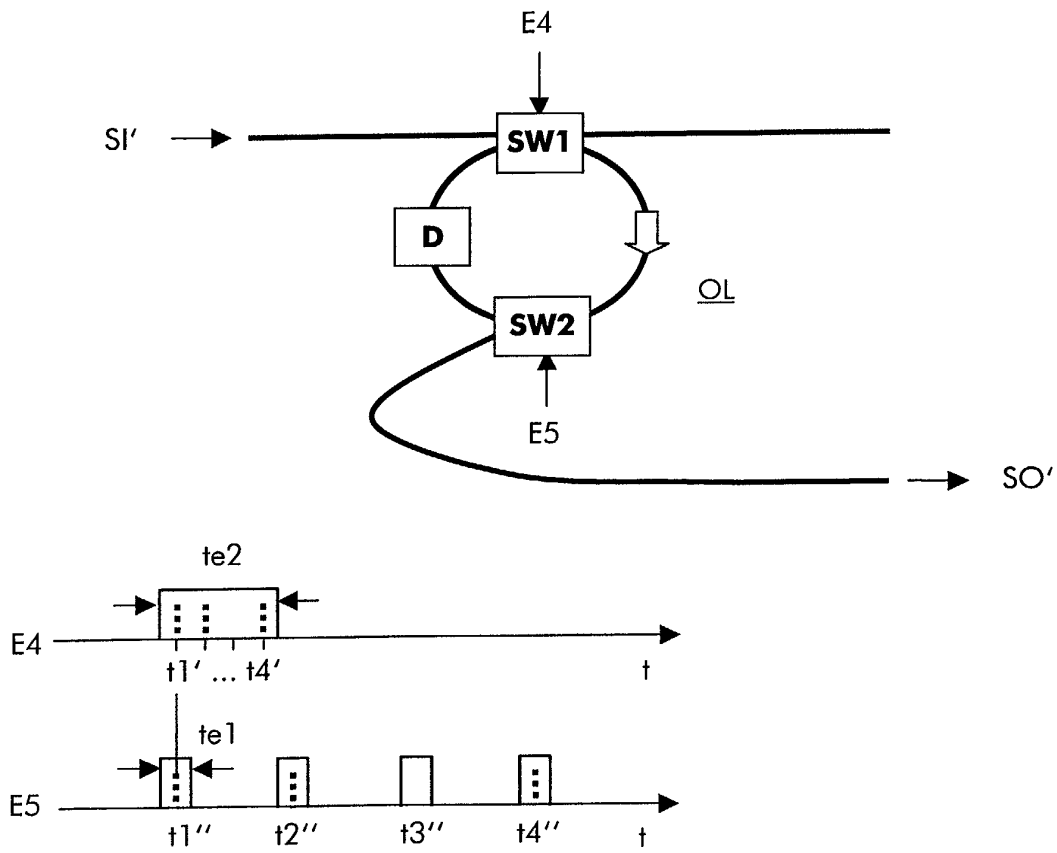 E4
SI'
SW1
D
OL
SW2
E5
SO'
te2
E4
t1' ... t4'
t
te1
E5
t1'' t2'' t3'' t4'' t